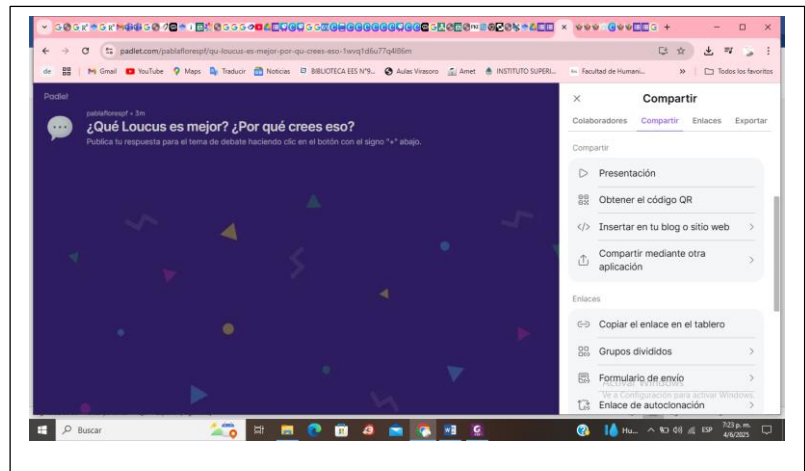 padlet.com/pablaflorespf/qu-loucus-es-mejor-por-qu-crees-eso-1wvq1d6u77q4l86m
de
Gmail
YouTube
Maps
Traducir
Noticias
BIBLIOTECA EES N°9...
Aulas Virasoro
Amet
INSTITUTO SUPERI...
Facultad de Humani...
»
Todos los favoritos
Padlet
pablaflorespf • 3m
¿Qué Loucus es mejor? ¿Por qué crees eso?
Publica tu respuesta para el tema de debate haciendo clic en el botón con el signo "+" abajo.
Compartir
Colaboradores Compartir Enlaces Exportar
Compartir
Presentación
Obtener el código QR
Insertar en tu blog o sitio web
Compartir mediante otra
aplicación
Enlaces
Copiar el enlace en el tablero
Grupos divididos
Formulario de envío
Activar Windows
Ve a Configuración para activar Windows.
Enlace de autoclonación
Buscar
Hu...
ESP
7:23 p. m.
4/6/2025